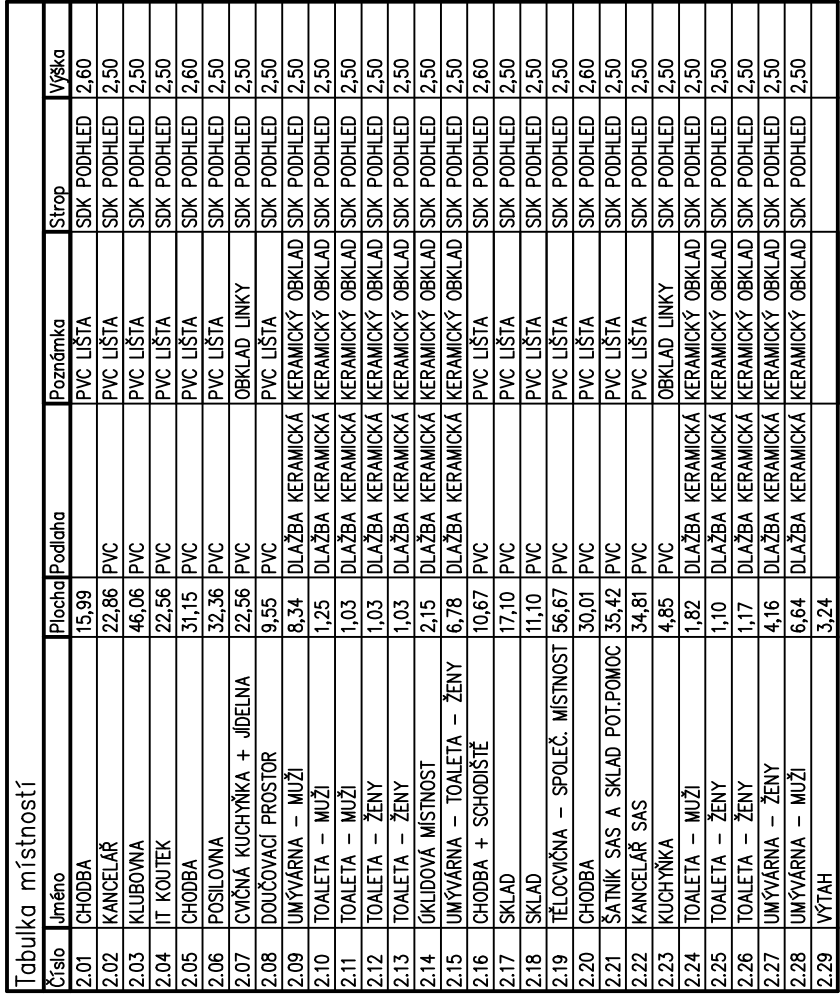 Tabulka místností
Číslo Jméno Plocha Podlaha Poznámka Strop Výška
2.01 CHODBA 15,99 PVC LIŠTA SDK PODHLED 2,60
2.02 KANCELÁŘ 22,86 PVC PVC LIŠTA SDK PODHLED 2,50
2.03 KLUBOVNA 46,06 PVC PVC LIŠTA SDK PODHLED 2,50
2.04 IT KOUTEK 22,56 PVC PVC LIŠTA SDK PODHLED 2,50
2.05 CHODBA 31,15 PVC PVC LIŠTA SDK PODHLED 2,60
2.06 POSILOVNA 32,36 PVC PVC LIŠTA SDK PODHLED 2,50
2.07 CVIČNÁ KUCHYŇKA + JÍDELNA 22,56 PVC OBKLAD LINKY SDK PODHLED 2,50
2.08 DOUČOVACÍ PROSTOR 9,55 PVC PVC LIŠTA SDK PODHLED 2,50
2.09 UMÝVÁRNA – MUŽI 8,34 DLAŽBA KERAMICKÁ KERAMICKÝ OBKLAD SDK PODHLED 2,50
2.10 TOALETA – MUŽI 1,25 DLAŽBA KERAMICKÁ KERAMICKÝ OBKLAD SDK PODHLED 2,50
2.11 TOALETA – MUŽI 1,03 DLAŽBA KERAMICKÁ KERAMICKÝ OBKLAD SDK PODHLED 2,50
2.12 TOALETA – ŽENY 1,03 DLAŽBA KERAMICKÁ KERAMICKÝ OBKLAD SDK PODHLED 2,50
2.13 TOALETA – ŽENY 1,03 DLAŽBA KERAMICKÁ KERAMICKÝ OBKLAD SDK PODHLED 2,50
2.14 ÚKLIDOVÁ MÍSTNOST 2,15 DLAŽBA KERAMICKÁ KERAMICKÝ OBKLAD SDK PODHLED 2,50
2.15 UMÝVÁRNA – TOALETA – ŽENY 6,78 DLAŽBA KERAMICKÁ KERAMICKÝ OBKLAD SDK PODHLED 2,50
2.16 CHODBA + SCHODIŠTĚ 10,67 PVC PVC LIŠTA SDK PODHLED 2,60
2.17 SKLAD 17,10 PVC PVC LIŠTA SDK PODHLED 2,50
2.18 SKLAD 11,10 PVC PVC LIŠTA SDK PODHLED 2,50
2.19 TĚLOCVIČNA – SPOLEČ. MÍSTNOST 56,67 PVC PVC LIŠTA SDK PODHLED 2,50
2.20 CHODBA 30,01 PVC PVC LIŠTA SDK PODHLED 2,60
2.21 ŠATNÍK SAS A SKLAD POT.POMOC 35,42 PVC PVC LIŠTA SDK PODHLED 2,50
2.22 KANCELÁŘ SAS 34,81 PVC PVC LIŠTA SDK PODHLED 2,50
2.23 KUCHYŇKA 4,85 PVC OBKLAD LINKY SDK PODHLED 2,50
2.24 TOALETA – MUŽI 1,82 DLAŽBA KERAMICKÁ KERAMICKÝ OBKLAD SDK PODHLED 2,50
2.25 TOALETA – ŽENY 1,10 DLAŽBA KERAMICKÁ KERAMICKÝ OBKLAD SDK PODHLED 2,50
2.26 TOALETA – ŽENY 1,17 DLAŽBA KERAMICKÁ KERAMICKÝ OBKLAD SDK PODHLED 2,50
2.27 UMÝVÁRNA – ŽENY 4,16 DLAŽBA KERAMICKÁ KERAMICKÝ OBKLAD SDK PODHLED 2,50
2.28 UMÝVÁRNA – MUŽI 6,64 DLAŽBA KERAMICKÁ KERAMICKÝ OBKLAD SDK PODHLED 2,50
2.29 VÝTAH 3,24